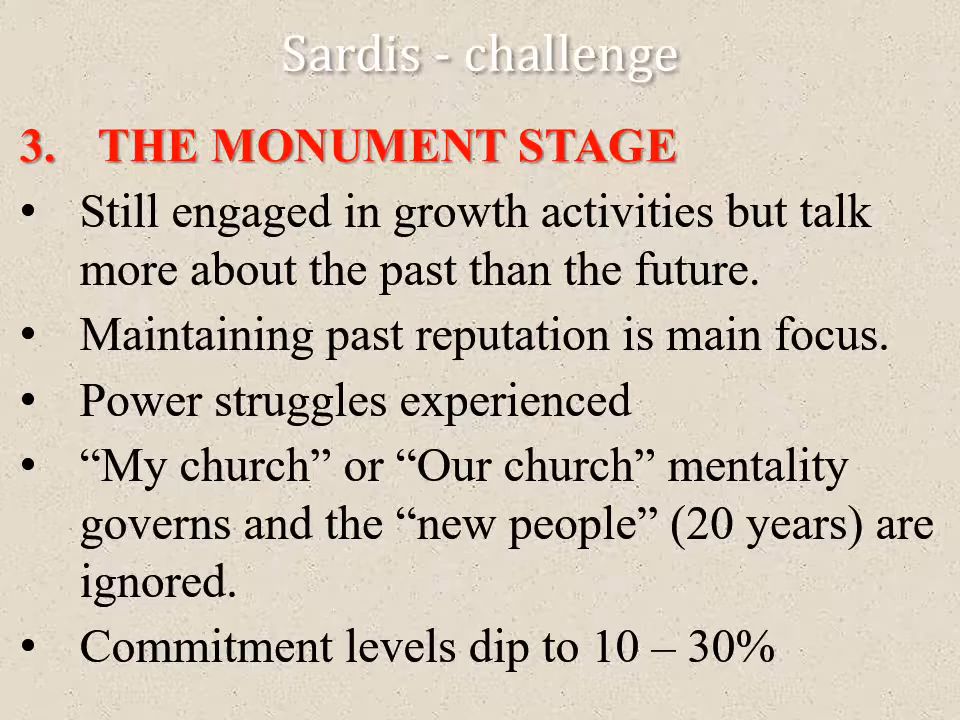 Sardis - challenge
3. THE MONUMENT STAGE
• Still engaged in growth activities but talk
more about the past than the future.
• Maintaining past reputation is main focus.
• Power struggles experienced
• “My church” or “Our church” mentality
governs and the “new people” (20 years) are
ignored.
• Commitment levels dip to 10 – 30%